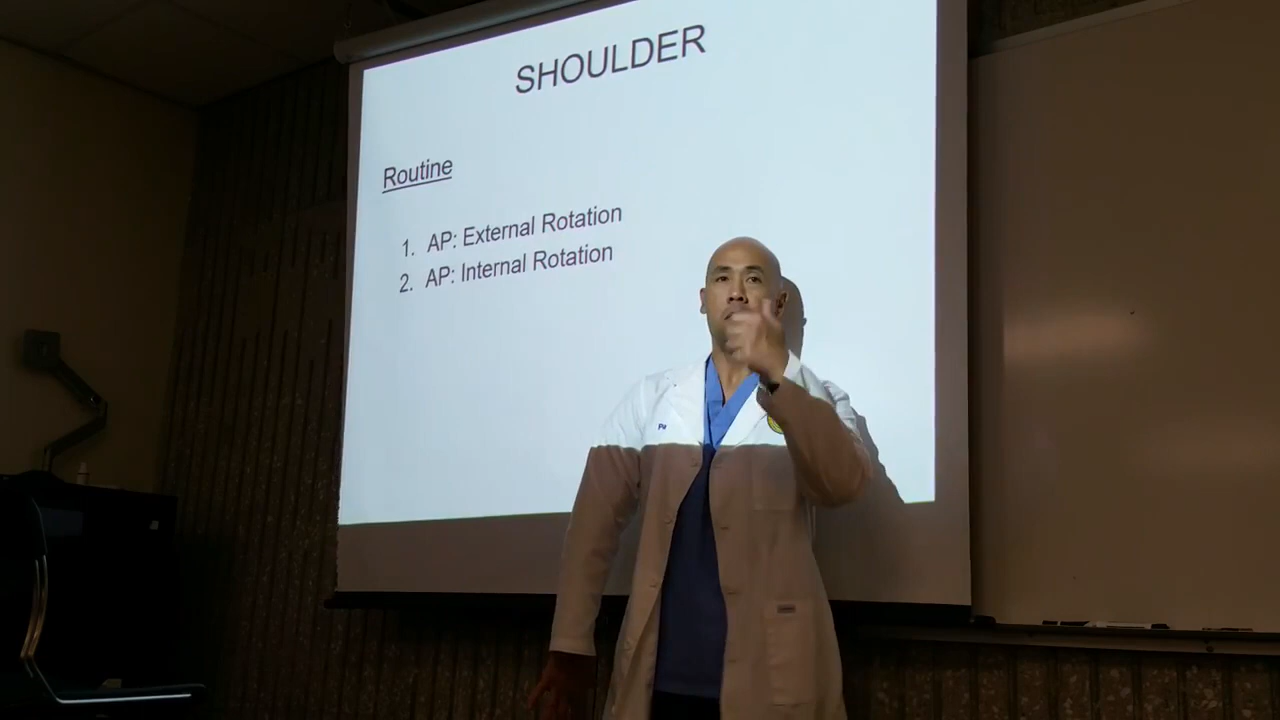 SHOULDER
Routine
1. AP: External Rotation
2. AP: Internal Rotation